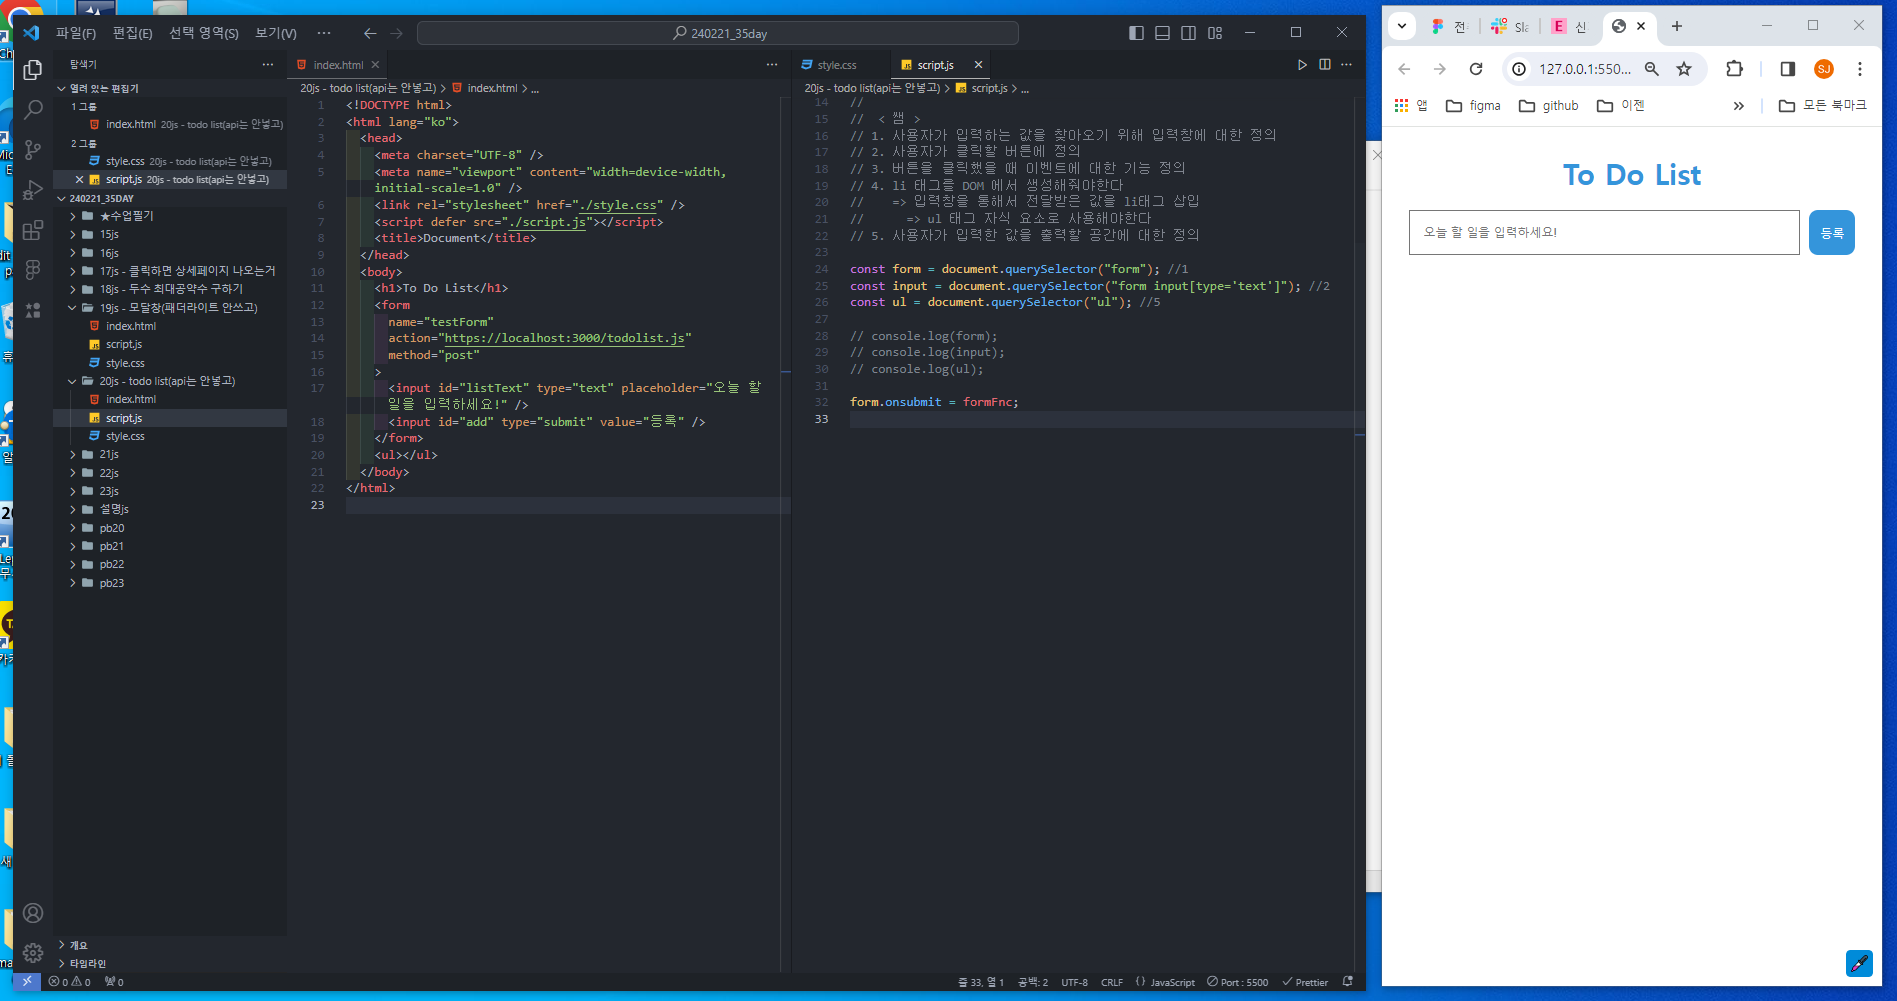 파일(F) 편집(E) 선택 영역(S) 보기(V) ···
240221_35day
탐색기
열려 있는 편집기
1 그룹
index.html 20js - todo list(api는 안넣고)
2 그룹
style.css 20js - todo list(api는 안넣고)
script.js 20js - todo list(api는 안넣고)
240221_35DAY
★수업필기
15js
16js
17js - 클릭하면 상세페이지 나오는거
18js - 두수 최대공약수 구하기
19js - 모달창(패더라이트 안쓰고)
index.html
script.js
style.css
20js - todo list(api는 안넣고)
index.html
script.js
style.css
21js
22js
23js
설명js
pb20
pb21
pb22
pb23
개요
타임라인
index.html
20js - todo list(api는 안넣고) > index.html > ...
1 <!DOCTYPE html>
2 <html lang="ko">
3 <head>
4 <meta charset="UTF-8" />
5 <meta name="viewport" content="width=device-width,
initial-scale=1.0" />
6 <link rel="stylesheet" href="./style.css" />
7 <script defer src="./script.js"></script>
8 <title>Document</title>
9 </head>
10 <body>
11 <h1>To Do List</h1>
12 <form
13 name="testForm"
14 action="https://localhost:3000/todolist.js"
15 method="post"
16 >
17 <input id="listText" type="text" placeholder="오늘 할
일을 입력하세요!" />
18 <input id="add" type="submit" value="등록" />
19 </form>
20 <ul></ul>
21 </body>
22 </html>
23
style.css
script.js
20js - todo list(api는 안넣고) > script.js > ...
14 //
15 // < 쌤 >
16 // 1. 사용자가 입력하는 값을 찾아오기 위해 입력창에 대한 정의
17 // 2. 사용자가 클릭할 버튼에 정의
18 // 3. 버튼을 클릭했을 때 이벤트에 대한 기능 정의
19 // 4. li 태그를 DOM 에서 생성해줘야한다
20 // => 입력창을 통해서 전달받은 값을 li태그 삽입
21 // => ul 태그 자식 요소로 사용해야한다
22 // 5. 사용자가 입력한 값을 출력할 공간에 대한 정의
23
24 const form = document.querySelector("form"); //1
25 const input = document.querySelector("form input[type='text']"); //2
26 const ul = document.querySelector("ul"); //5
27
28 // console.log(form);
29 // console.log(input);
30 // console.log(ul);
31
32 form.onsubmit = formFnc;
33
0 0 0
줄 33, 열 1 공백: 2 UTF-8 CRLF {} JavaScript Port : 5500 Prettier
전
Sla
신
127.0.0.1:550...
SJ
앱 figma github 이젠 » 모든 북마크
To Do List
오늘 할 일을 입력하세요!
등록